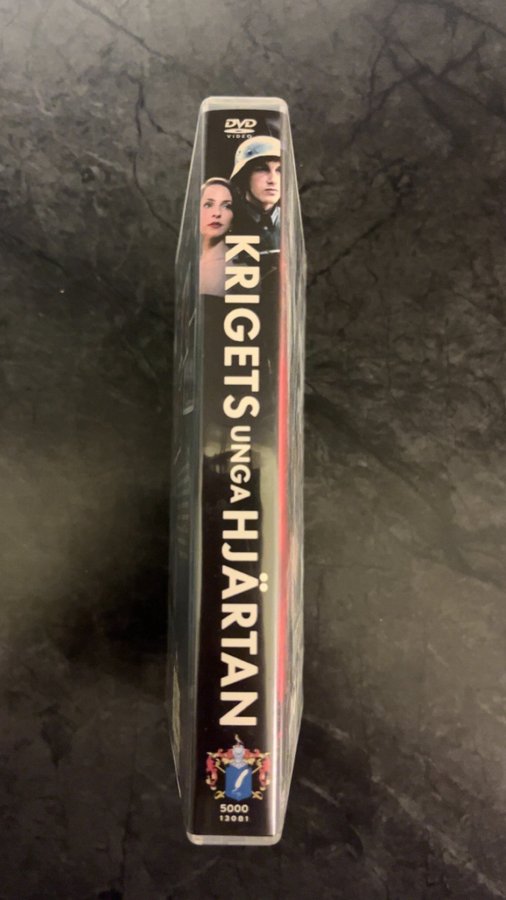 DVD
VIDEO
KRIGETS UNGA HJÄRTAN
5000
13081